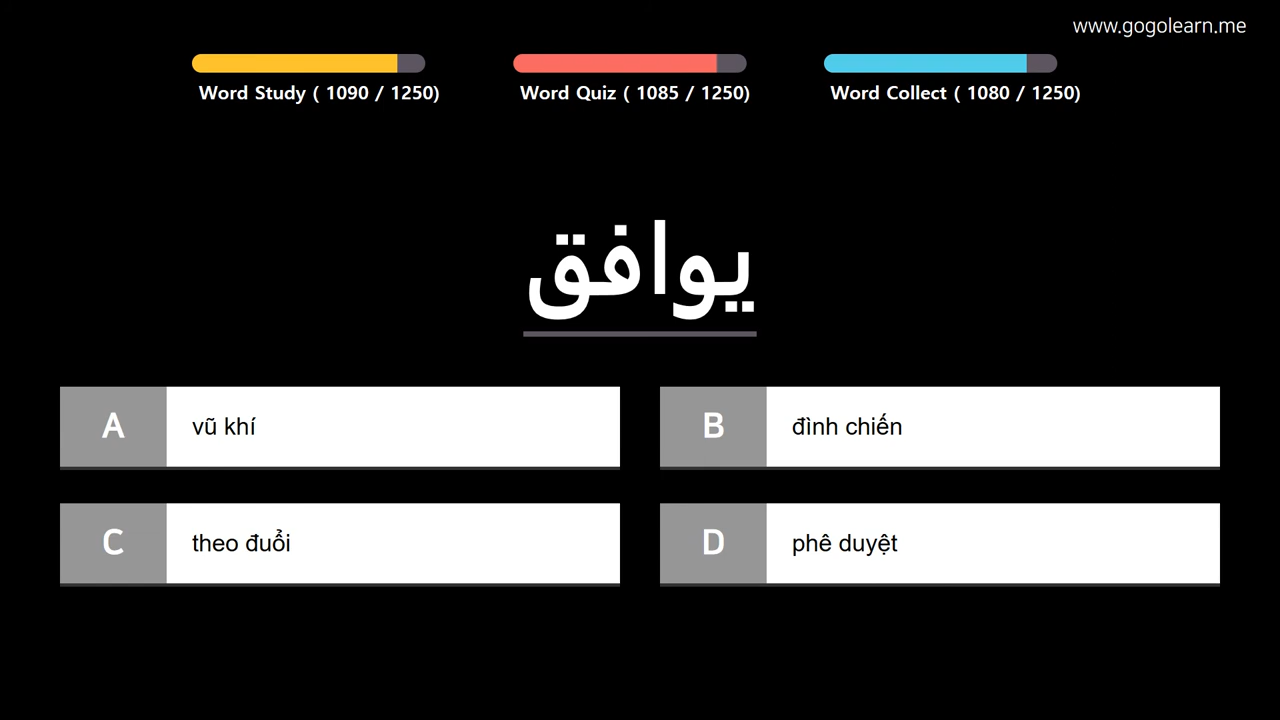 www.gogolearn.me
Word Study ( 1090 / 1250)
Word Quiz ( 1085 / 1250)
Word Collect ( 1080 / 1250)
يوافق
A
vũ khí
B
đình chiến
C
theo đuổi
D
phê duyệt